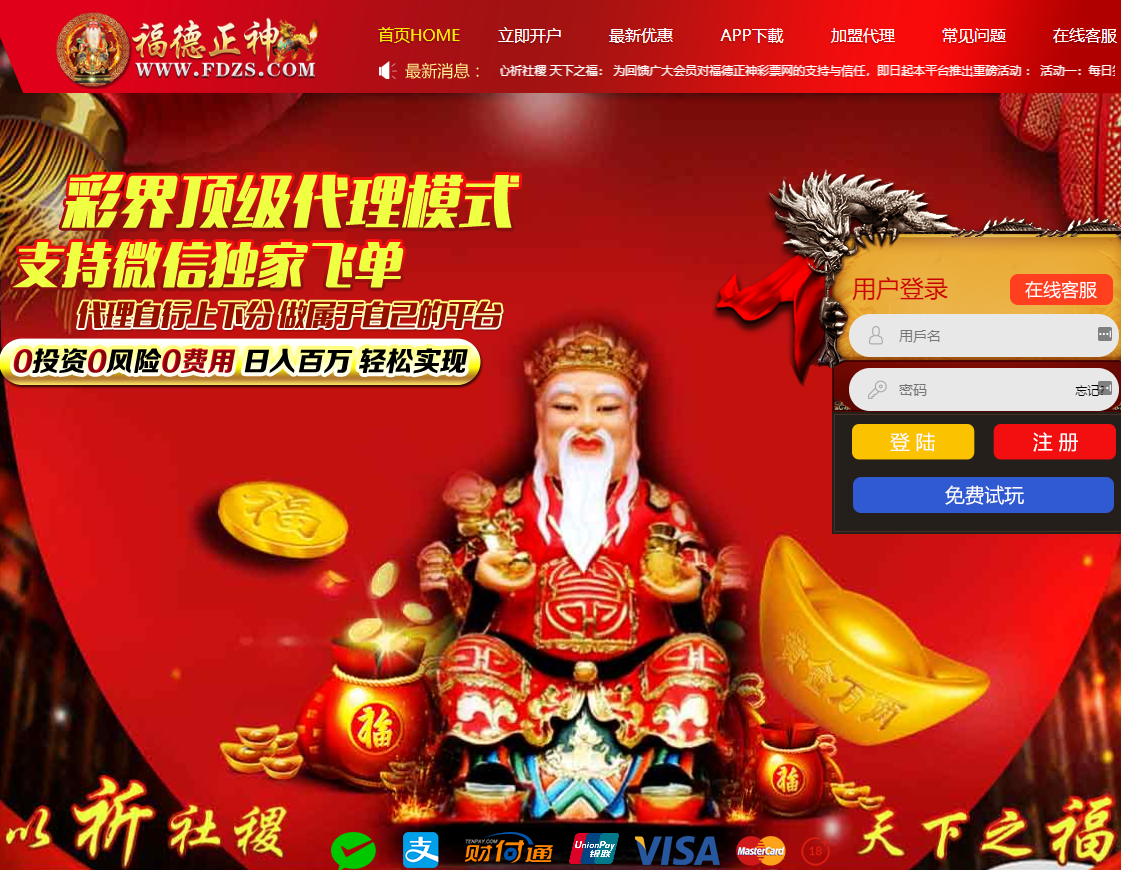 福德正神
WWW.FDZS.COM
首页HOME 立即开户 最新优惠 APP下載 加盟代理 常见问题 在线客服
最新消息： 心祈社稷 天下之福： 为回馈广大会员对福德正神彩票网的支持与信任，即日起本平台推出重磅活动： 活动一：每日
彩界顶级代理模式
支持微信独家飞单
代理自行上下分 做属于自己的平台
0投资0风险0费用 日入百万 轻松实现
用户登录 在线客服
用戶名
密码 忘记?
登 陆 注 册
免费试玩
福
黄金万两
福
福
以祈社稷
天下之福
支
TENPAY.COM
财付通
UnionPay
银联
VISA
MasterCard
18